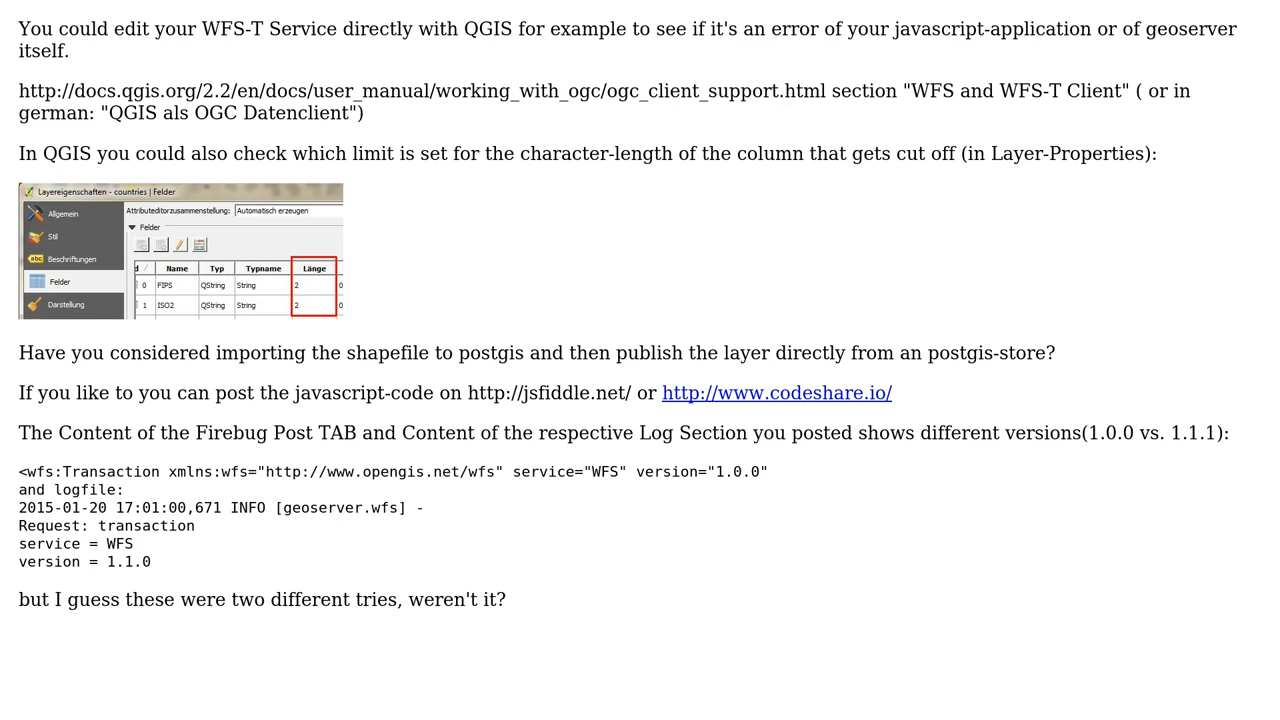 You could edit your WFS-T Service directly with QGIS for example to see if it's an error of your javascript-application or of geoserver
itself.
http://docs.qgis.org/2.2/en/docs/user_manual/working_with_ogc/ogc_client_support.html section "WFS and WFS-T Client" ( or in
german: "QGIS als OGC Datenclient")
In QGIS you could also check which limit is set for the character-length of the column that gets cut off (in Layer-Properties):
Layereigenschaften - countries | Felder
Allgemein
Stil
abc Beschriftungen
Felder
Darstellung
Attributeditorzusammenstellung: Automatisch erzeugen
Felder
d Name Typ Typname Länge
0 FIPS QString String 2 0
1 ISO2 QString String 2 0
Have you considered importing the shapefile to postgis and then publish the layer directly from an postgis-store?
If you like to you can post the javascript-code on http://jsfiddle.net/ or http://www.codeshare.io/
The Content of the Firebug Post TAB and Content of the respective Log Section you posted shows different versions(1.0.0 vs. 1.1.1):
<wfs:Transaction xmlns:wfs="http://www.opengis.net/wfs" service="WFS" version="1.0.0"
and logfile:
2015-01-20 17:01:00,671 INFO [geoserver.wfs] -
Request: transaction
service = WFS
version = 1.1.0
but I guess these were two different tries, weren't it?